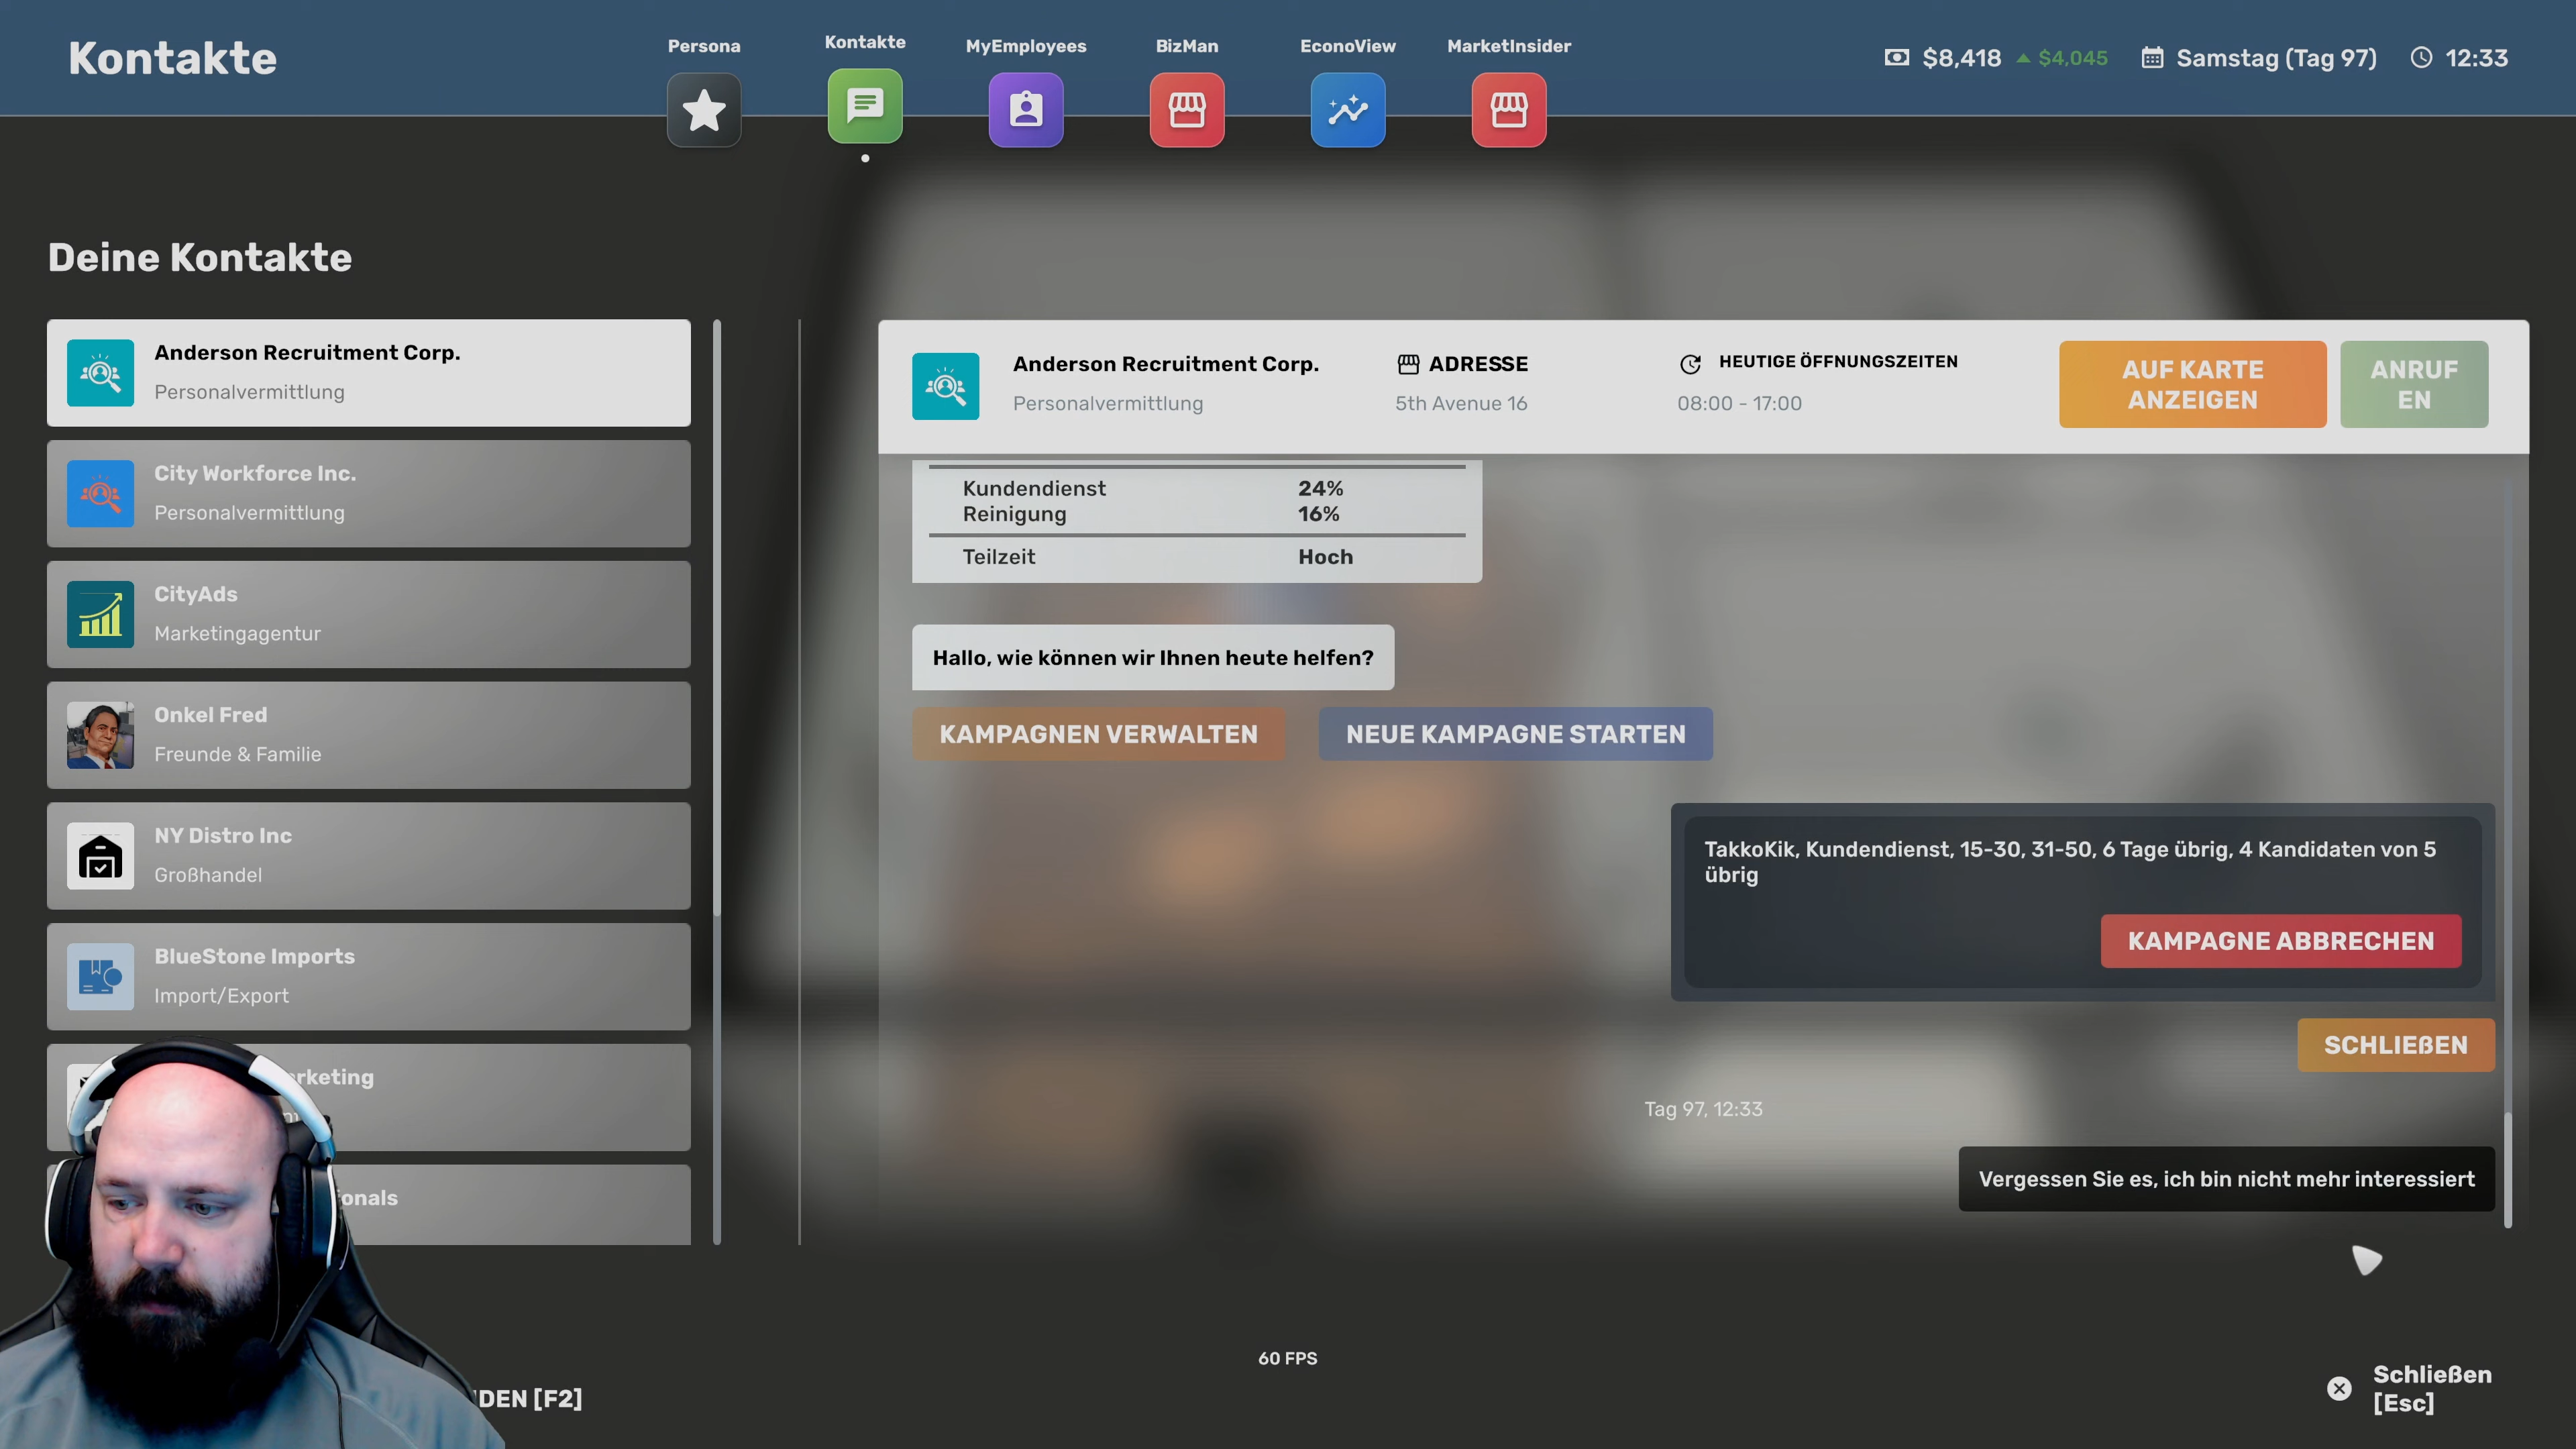 Kontakte
Persona
Kontakte
MyEmployees
BizMan
EconoView
MarketInsider
$8,418
$4,045
Samstag (Tag 97)
12:33
Deine Kontakte
Anderson Recruitment Corp.
Personalvermittlung
City Workforce Inc.
Personalvermittlung
CityAds
Marketingagentur
Onkel Fred
Freunde & Familie
NY Distro Inc
Großhandel
BlueStone Imports
Import/Export
rketing
onals
Anderson Recruitment Corp.
Personalvermittlung
ADRESSE
5th Avenue 16
HEUTIGE ÖFFNUNGSZEITEN
08:00 - 17:00
AUF KARTE
ANZEIGEN
ANRUF
EN
Kundendienst 24%
Reinigung 16%
Teilzeit Hoch
Hallo, wie können wir Ihnen heute helfen?
KAMPAGNEN VERWALTEN
NEUE KAMPAGNE STARTEN
TakkoKik, Kundendienst, 15-30, 31-50, 6 Tage übrig, 4 Kandidaten von 5
übrig
KAMPAGNE ABBRECHEN
SCHLIEßEN
Tag 97, 12:33
Vergessen Sie es, ich bin nicht mehr interessiert
60 FPS
DEN [F2]
Schließen
[Esc]